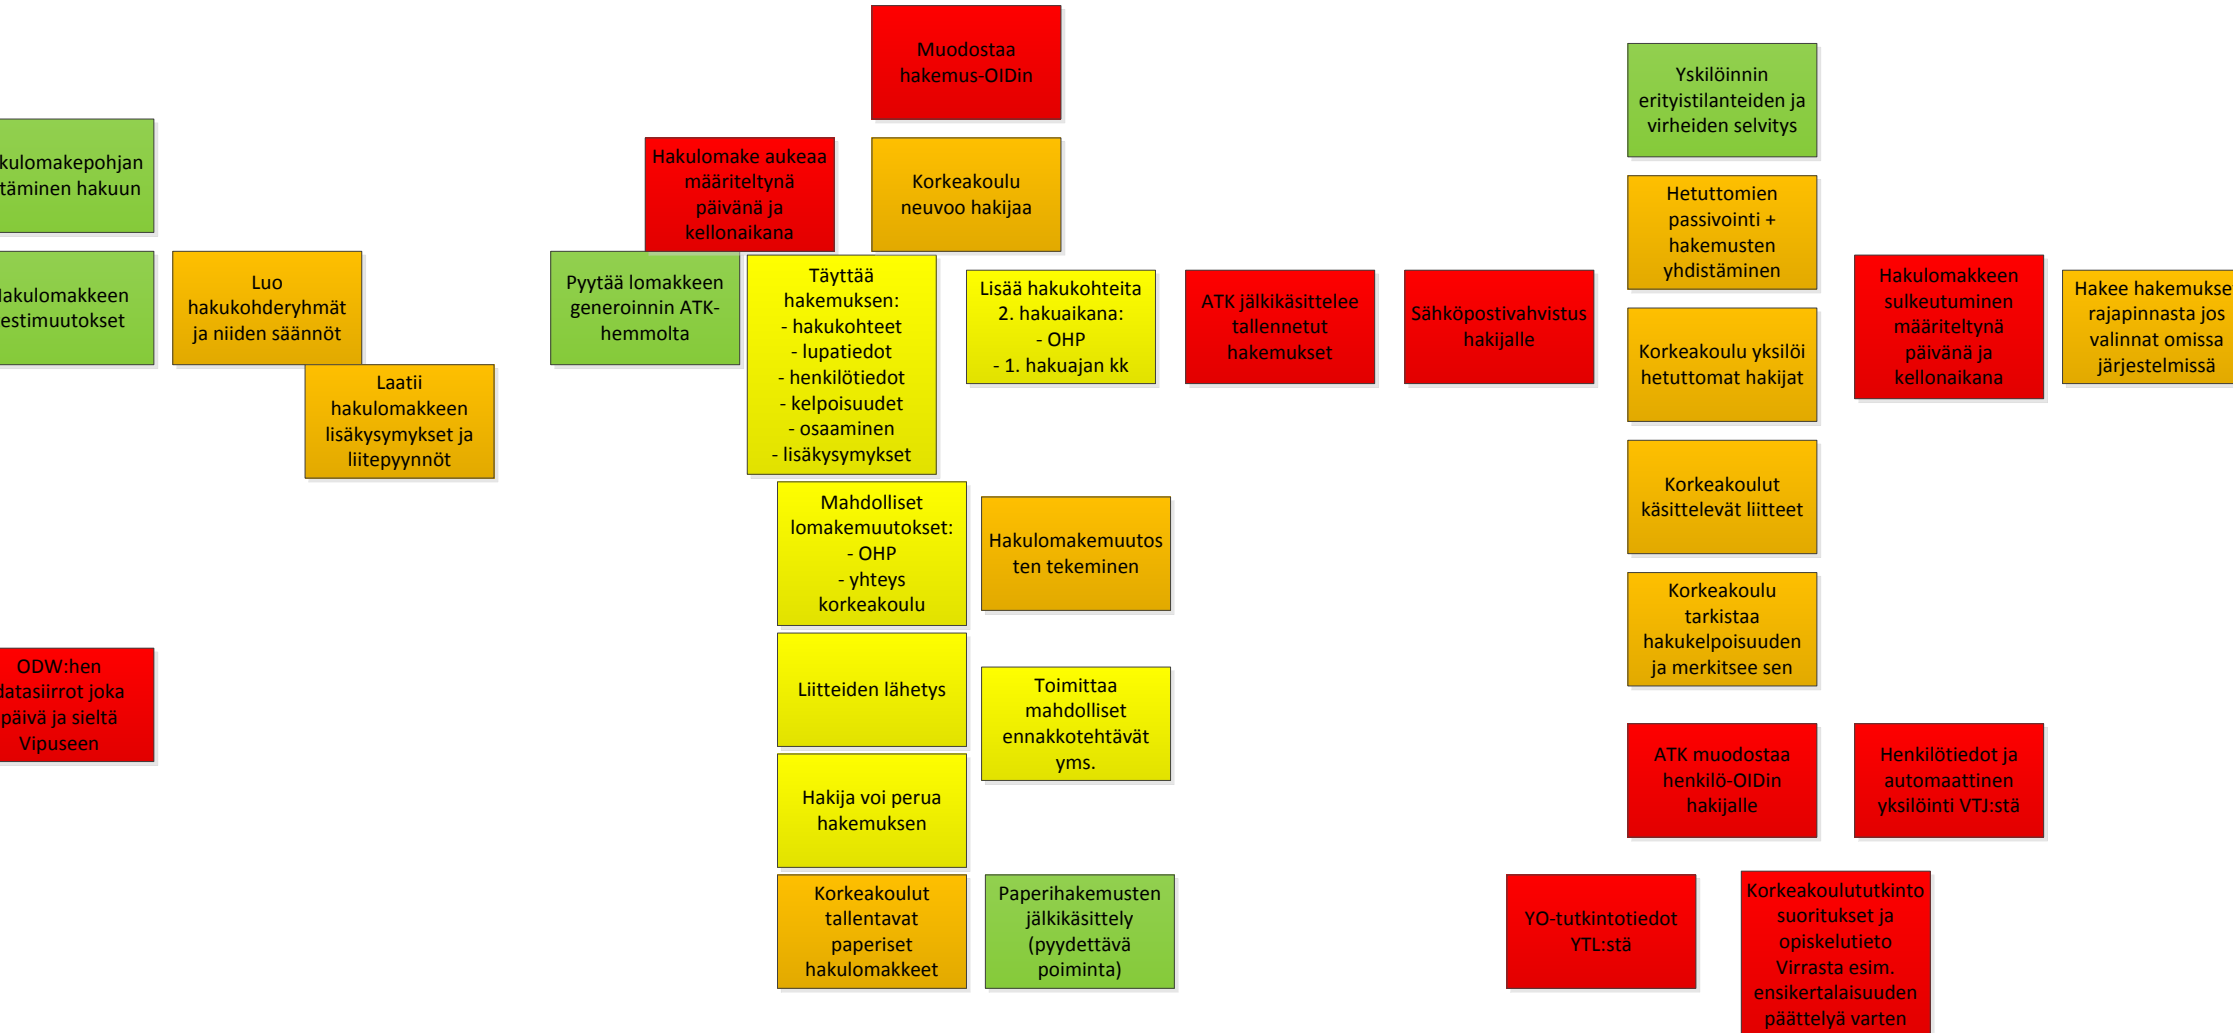 Muodostaa
hakemus-OIDin
Yskilöinnin
erityistilanteiden ja
virheiden selvitys
kulomakepohjan
täminen hakuun
Hakulomake aukeaa
määriteltynä
päivänä ja
kellonaikana
Korkeakoulu
neuvoo hakijaa
Hetuttomien
passivointi +
hakemusten
yhdistäminen
akulomakkeen
estimuutokset
Luo
hakukohderyhmät
ja niiden säännöt
Laatii
hakulomakkeen
lisäkysymykset ja
liitepyynnöt
Pyytää lomakkeen
generoinnin ATK-
hemmolta
Täyttää
hakemuksen:
- hakukohteet
- lupatiedot
- henkilötiedot
- kelpoisuudet
- osaaminen
- lisäkysymykset
Lisää hakukohteita
2. hakuaikana:
- OHP
- 1. hakuajan kk
ATK jälkikäsittelee
tallennetut
hakemukset
Sähköpostivahvistus
hakijalle
Korkeakoulu yksilöi
hetuttomat hakijat
Hakulomakkeen
sulkeutuminen
määriteltynä
päivänä ja
kellonaikana
Hakee hakemukset
rajapinnasta jos
valinnat omissa
järjestelmissä
Mahdolliset
lomakemuutokset:
- OHP
- yhteys
korkeakoulu
Hakulomakemuutos
ten tekeminen
Korkeakoulut
käsittelevät liitteet
Korkeakoulu
tarkistaa
hakukelpoisuuden
ja merkitsee sen
ODW:hen
datasiirrot joka
päivä ja sieltä
Vipuseen
Liitteiden lähetys
Toimittaa
mahdolliset
ennakkotehtävät
yms.
Hakija voi perua
hakemuksen
ATK muodostaa
henkilö-OIDin
hakijalle
Henkilötiedot ja
automaattinen
yksilöinti VTJ:stä
Korkeakoulut
tallentavat
paperiset
hakulomakkeet
Paperihakemusten
jälkikäsittely
(pyydettävä
poiminta)
YO-tutkintotiedot
YTL:stä
Korkeakoulututkinto
suoritukset ja
opiskelutieto
Virrasta esim.
ensikertalaisuuden
päättelyä varten